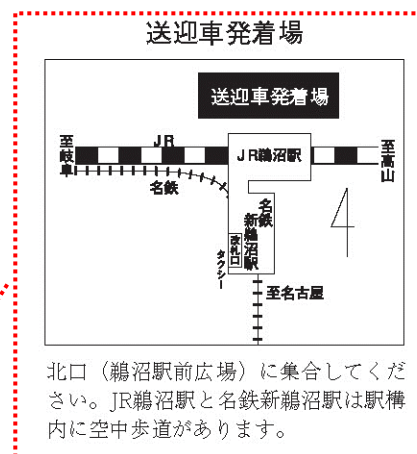 送迎車発着場
送迎車発着場
至岐阜
JR
JR鵜沼駅
至高山
名鉄
名鉄
新鵜沼駅
改札口
タクシー
至名古屋
北口（鵜沼駅前広場）に集合してくだ
さい。JR鵜沼駅と名鉄新鵜沼駅は駅構
内に空中歩道があります。